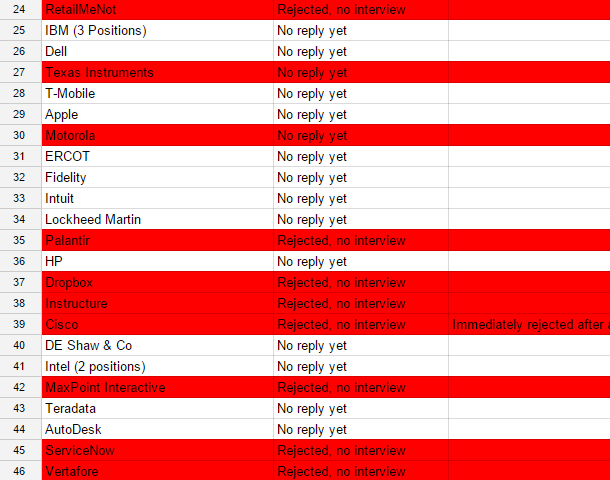 24 RetailMeNot Rejected, no interview
25 IBM (3 Positions) No reply yet
26 Dell No reply yet
27 Texas Instruments No reply yet
28 T-Mobile No reply yet
29 Apple No reply yet
30 Motorola No reply yet
31 ERCOT No reply yet
32 Fidelity No reply yet
33 Intuit No reply yet
34 Lockheed Martin No reply yet
35 Palantir Rejected, no interview
36 HP No reply yet
37 Dropbox Rejected, no interview
38 Instructure Rejected, no interview
39 Cisco Rejected, no interview Immediately rejected after a
40 DE Shaw & Co No reply yet
41 Intel (2 positions) No reply yet
42 MaxPoint Interactive Rejected, no interview
43 Teradata No reply yet
44 AutoDesk No reply yet
45 ServiceNow Rejected, no interview
46 Vertafore Rejected, no interview